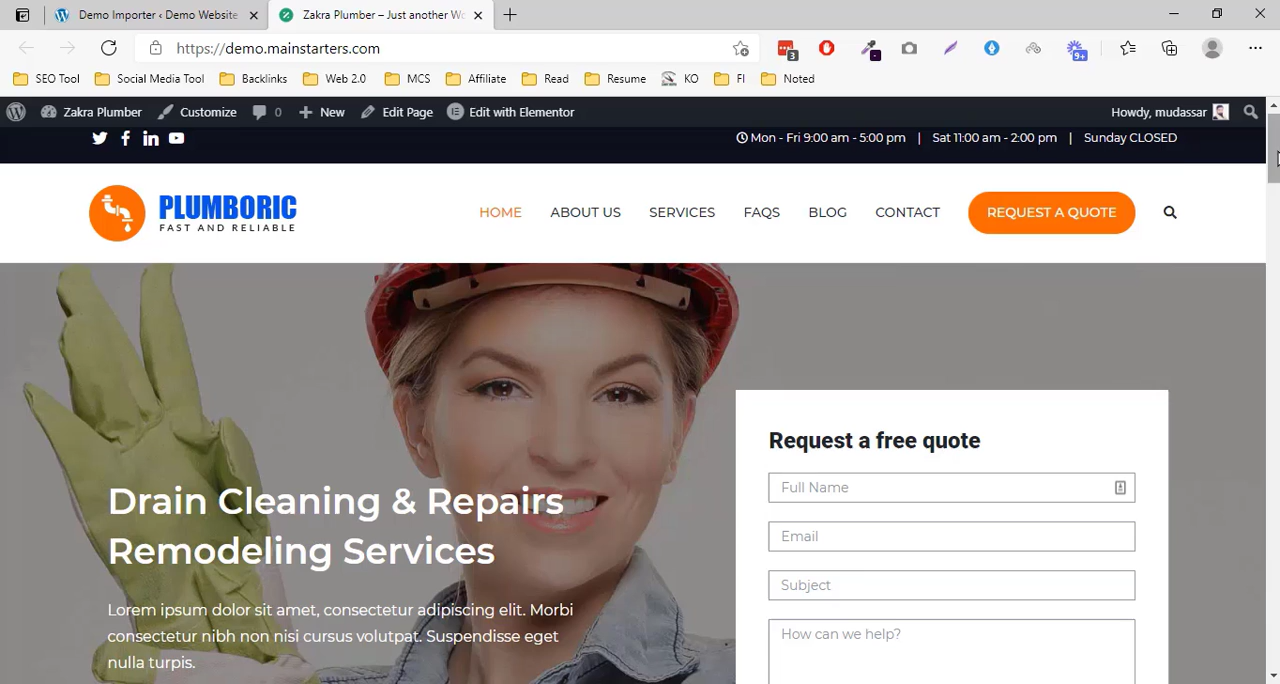 Demo Importer ‹ Demo Website
Zakra Plumber – Just another Wo
https://demo.mainstarters.com
3
9+
SEO Tool
Social Media Tool
Backlinks
Web 2.0
MCS
Affiliate
Read
Resume
KO
FI
Noted
Zakra Plumber
Customize
0
New
Edit Page
Edit with Elementor
Howdy, mudassar
Mon - Fri 9:00 am - 5:00 pm | Sat 11:00 am - 2:00 pm | Sunday CLOSED
PLUMBORIC
FAST AND RELIABLE
HOME
ABOUT US
SERVICES
FAQS
BLOG
CONTACT
REQUEST A QUOTE
Drain Cleaning & Repairs
Remodeling Services
Lorem ipsum dolor sit amet, consectetur adipiscing elit. Morbi
consectetur nibh non nisi cursus volutpat. Suspendisse eget
nulla turpis.
Request a free quote
Full Name
Email
Subject
How can we help?